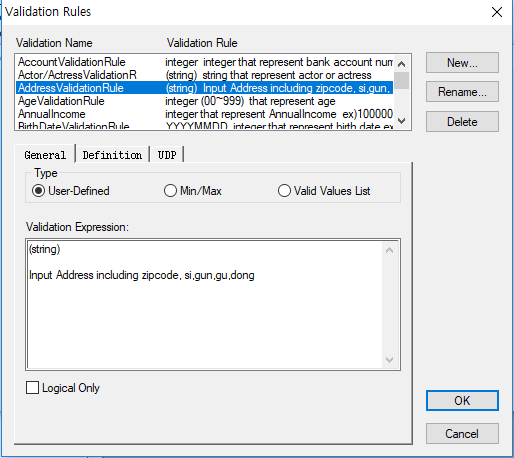 Validation Rules
Validation Name Validation Rule
AccountValidationRule integer integer that represent bank account num
Actor/ActressValidationR (string) string that represent actor or actress
AddressValidationRule (string) Input Address including zipcode, si,gun,
AgeValidationRule integer (00~999) that represent age
AnnualIncome integer that represent AnnualIncome ex)100000
BirthDateValidationRule YYYYMMDD integer that represent birth date ex
New...
Rename...
Delete
General Definition UDP
Type
User-Defined Min/Max Valid Values List
Validation Expression:
(string)
Input Address including zipcode, si,gun,gu,dong
Logical Only
OK
Cancel